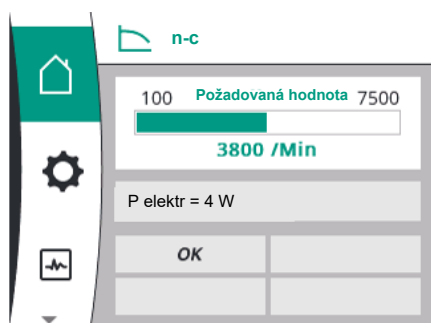 n-c
100 Požadovaná hodnota 7500
3800 /Min
P elektr = 4 W
OK